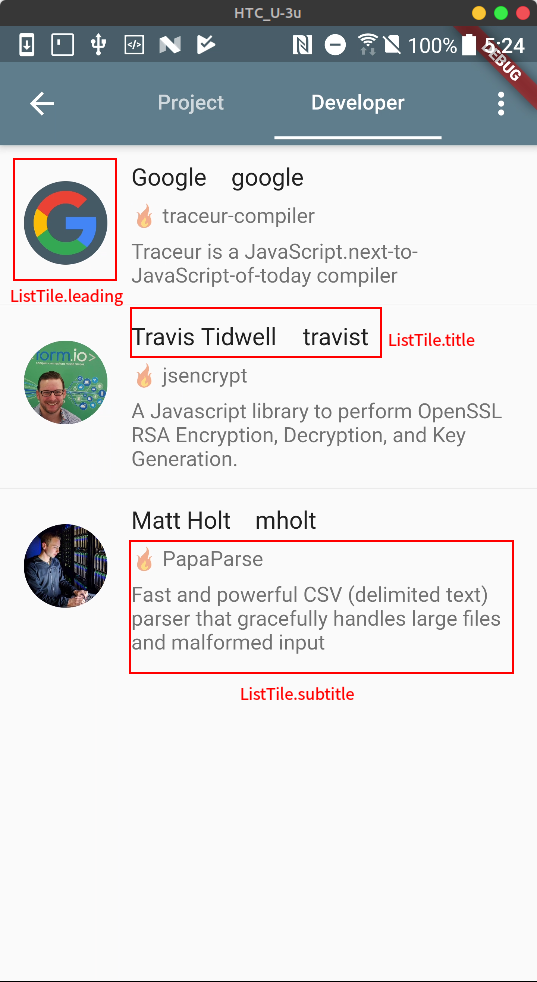 HTC_U-3u
100% 5:24
DEBUG
Project Developer
Google google
traceur-compiler
Traceur is a JavaScript.next-to-
JavaScript-of-today compiler
ListTile.leading
form.io>
Travis Tidwell travist
ListTile.title
jsencrypt
A Javascript library to perform OpenSSL
RSA Encryption, Decryption, and Key
Generation.
Matt Holt mholt
PapaParse
Fast and powerful CSV (delimited text)
parser that gracefully handles large files
and malformed input
ListTile.subtitle